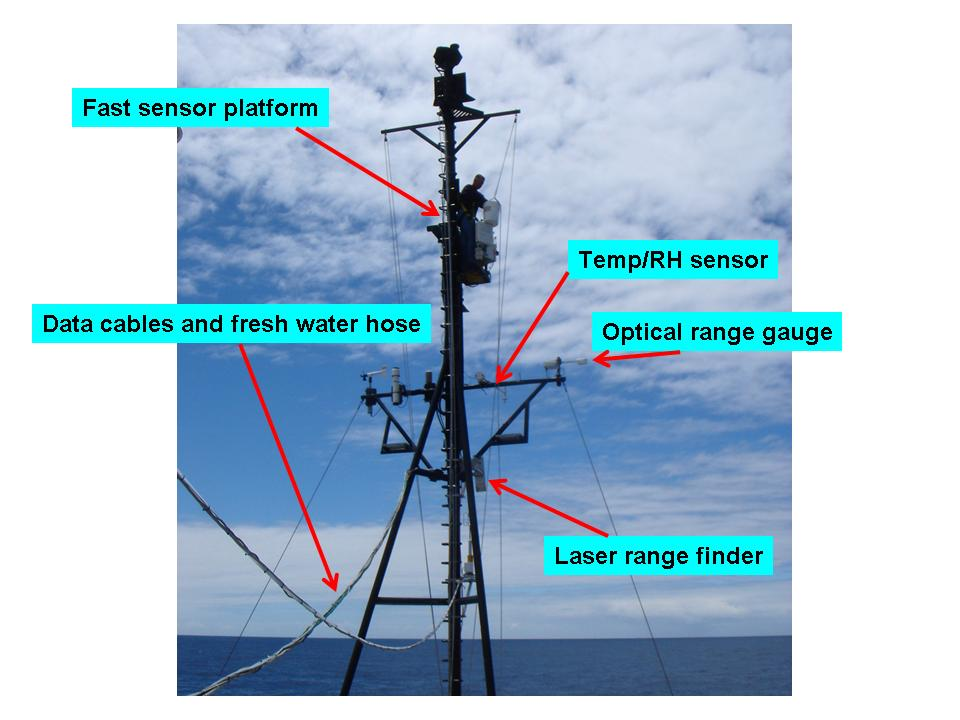 Fast sensor platform
Temp/RH sensor
Data cables and fresh water hose
Optical range gauge
Laser range finder